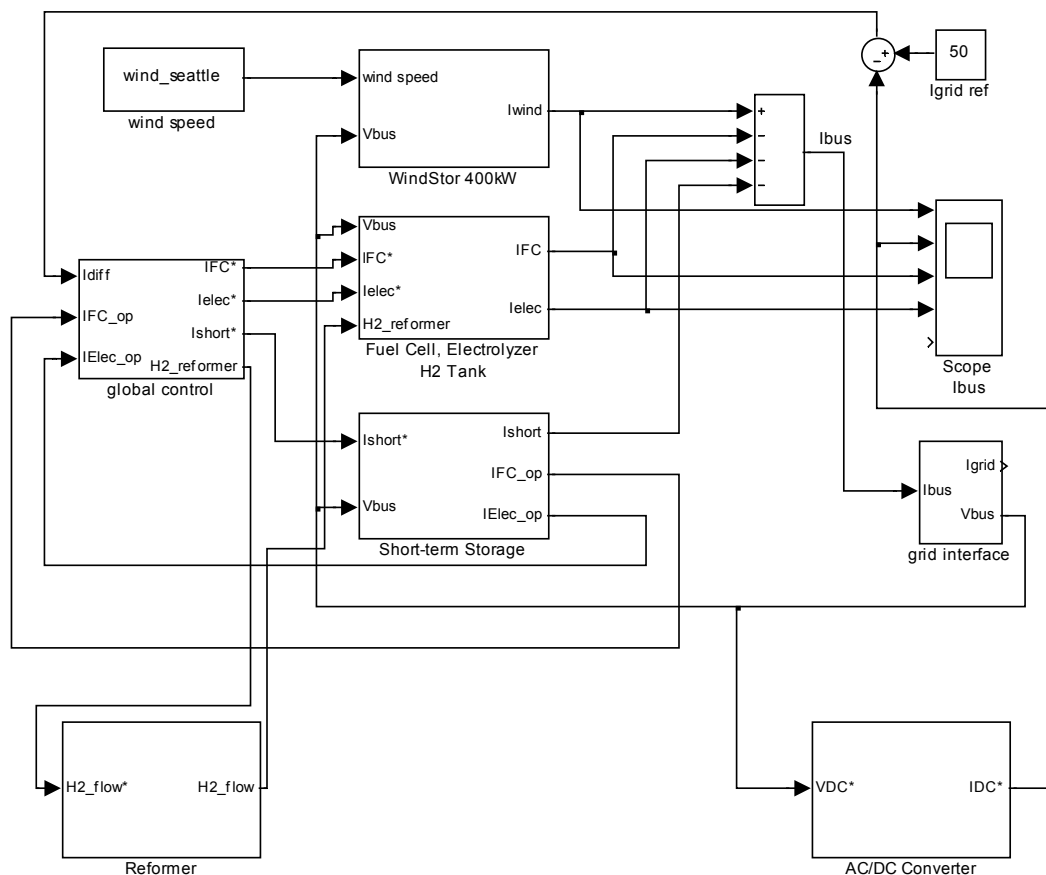 wind_seattle
wind speed
wind speed
Vbus
Iwind
WindStor 400kW
50
Igrid ref
+
−
+
−
−
−
Ibus
Idiff
IFC_op
IElec_op
IFC*
Ielec*
Ishort*
H2_reformer
global control
Vbus
IFC*
Ielec*
H2_reformer
IFC
Ielec
Fuel Cell, Electrolyzer
H2 Tank
Scope
Ibus
Ishort*
Vbus
Ishort
IFC_op
IElec_op
Short-term Storage
Igrid
Ibus
Vbus
grid interface
H2_flow*
H2_flow
Reformer
VDC*
IDC*
AC/DC Converter